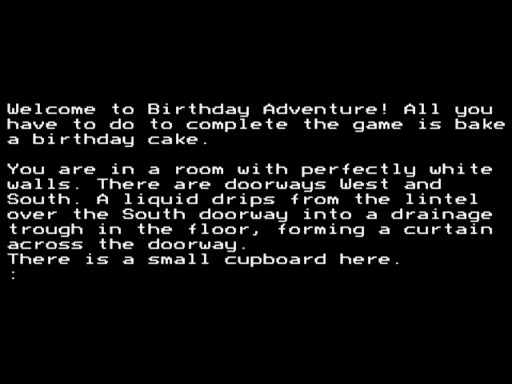 Welcome to Birthday Adventure! All you
have to do to complete the game is bake
a birthday cake.
You are in a room with perfectly white
walls. There are doorways West and
South. A liquid drips from the lintel
over the South doorway into a drainage
trough in the floor, forming a curtain
across the doorway.
There is a small cupboard here.
: